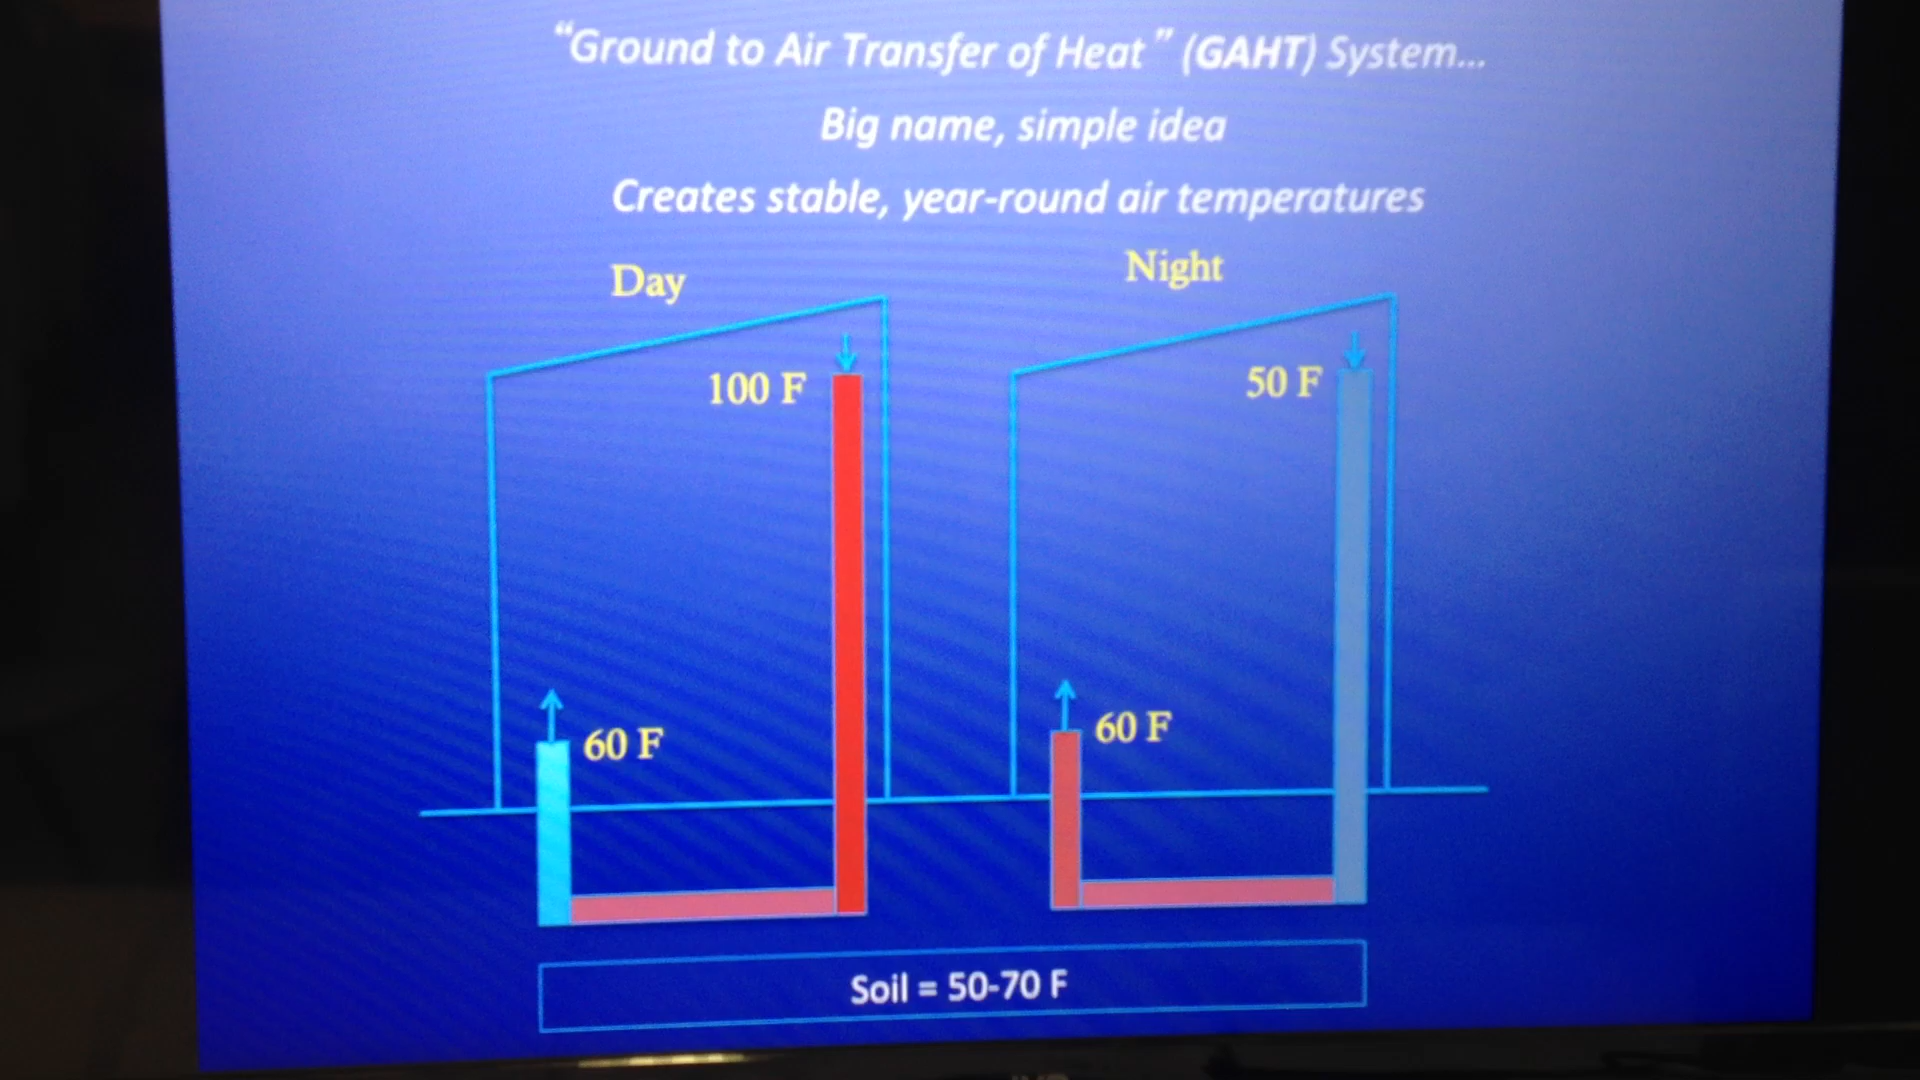 “Ground to Air Transfer of Heat” (GAHT) System...
Big name, simple idea
Creates stable, year-round air temperatures
Day
Night
100 F
50 F
60 F
60 F
Soil = 50-70 F